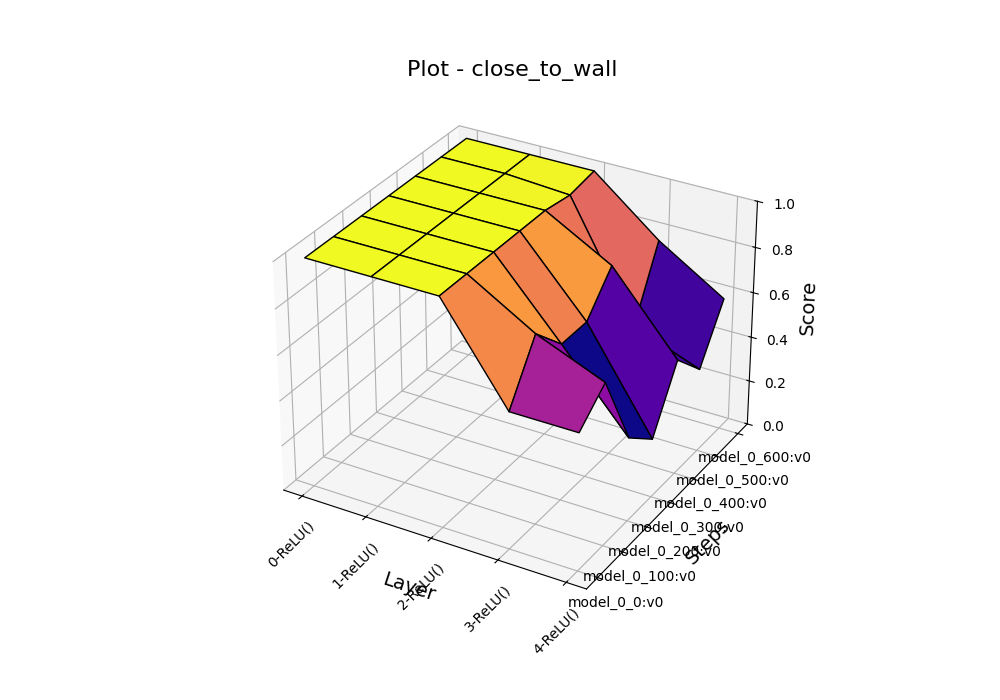 Plot - close_to_wall
1.0
0.8
0.6
0.4
0.2
0.0
Score
model_0_600:v0
model_0_500:v0
model_0_400:v0
model_0_300:v0
model_0_200:v0
model_0_100:v0
model_0_0:v0
Steps
0-ReLU()
1-ReLU()
2-ReLU()
3-ReLU()
4-ReLU()
Layer